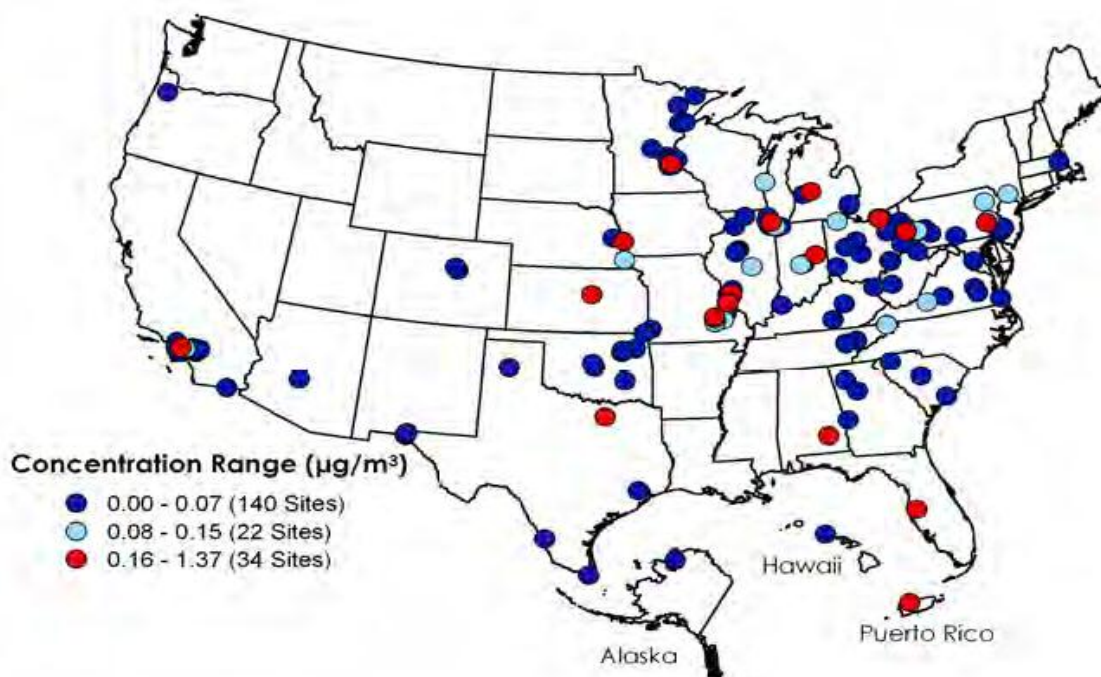 Concentration Range (µg/m³)
0.00 - 0.07 (140 Sites)
0.08 - 0.15 (22 Sites)
0.16 - 1.37 (34 Sites)
Hawaii
Puerto Rico
Alaska